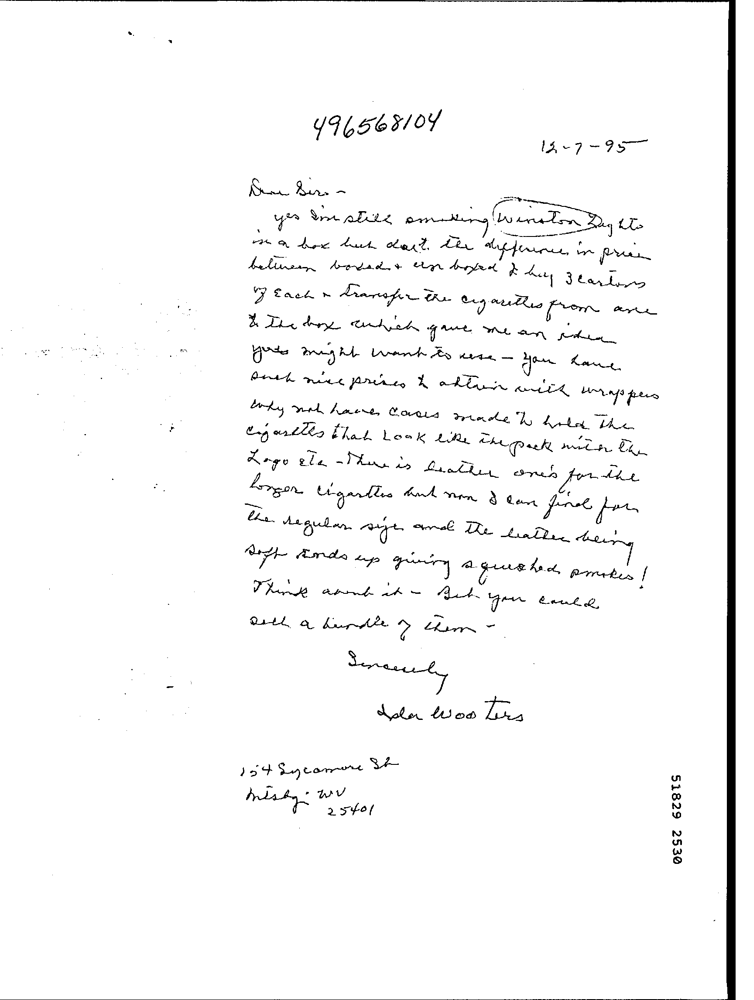 496568104
12-7-95
Dear Sirs -
yes I'm still smoking Winston Lights
in a box but due t. the difference in price
between boxed & un boxed I buy 3 cartons
of Each & transfer the cigarettes from one
to the box which gave me an idea
you might want to use - you have
such nice prizes to obtain with wrappers
why not have cases made to hold the
cigarettes that Look like the pack with the
Logo etc - There is leather one's for the
longer cigarettes but non I can find for
the regular size and the leather being
soft ends up giving squashed smokes!
Think about it - Bet you could
sell a bundle of them -
Sincerely
Ida Wooters
154 Sycamore St
WV
25401
51829 2530